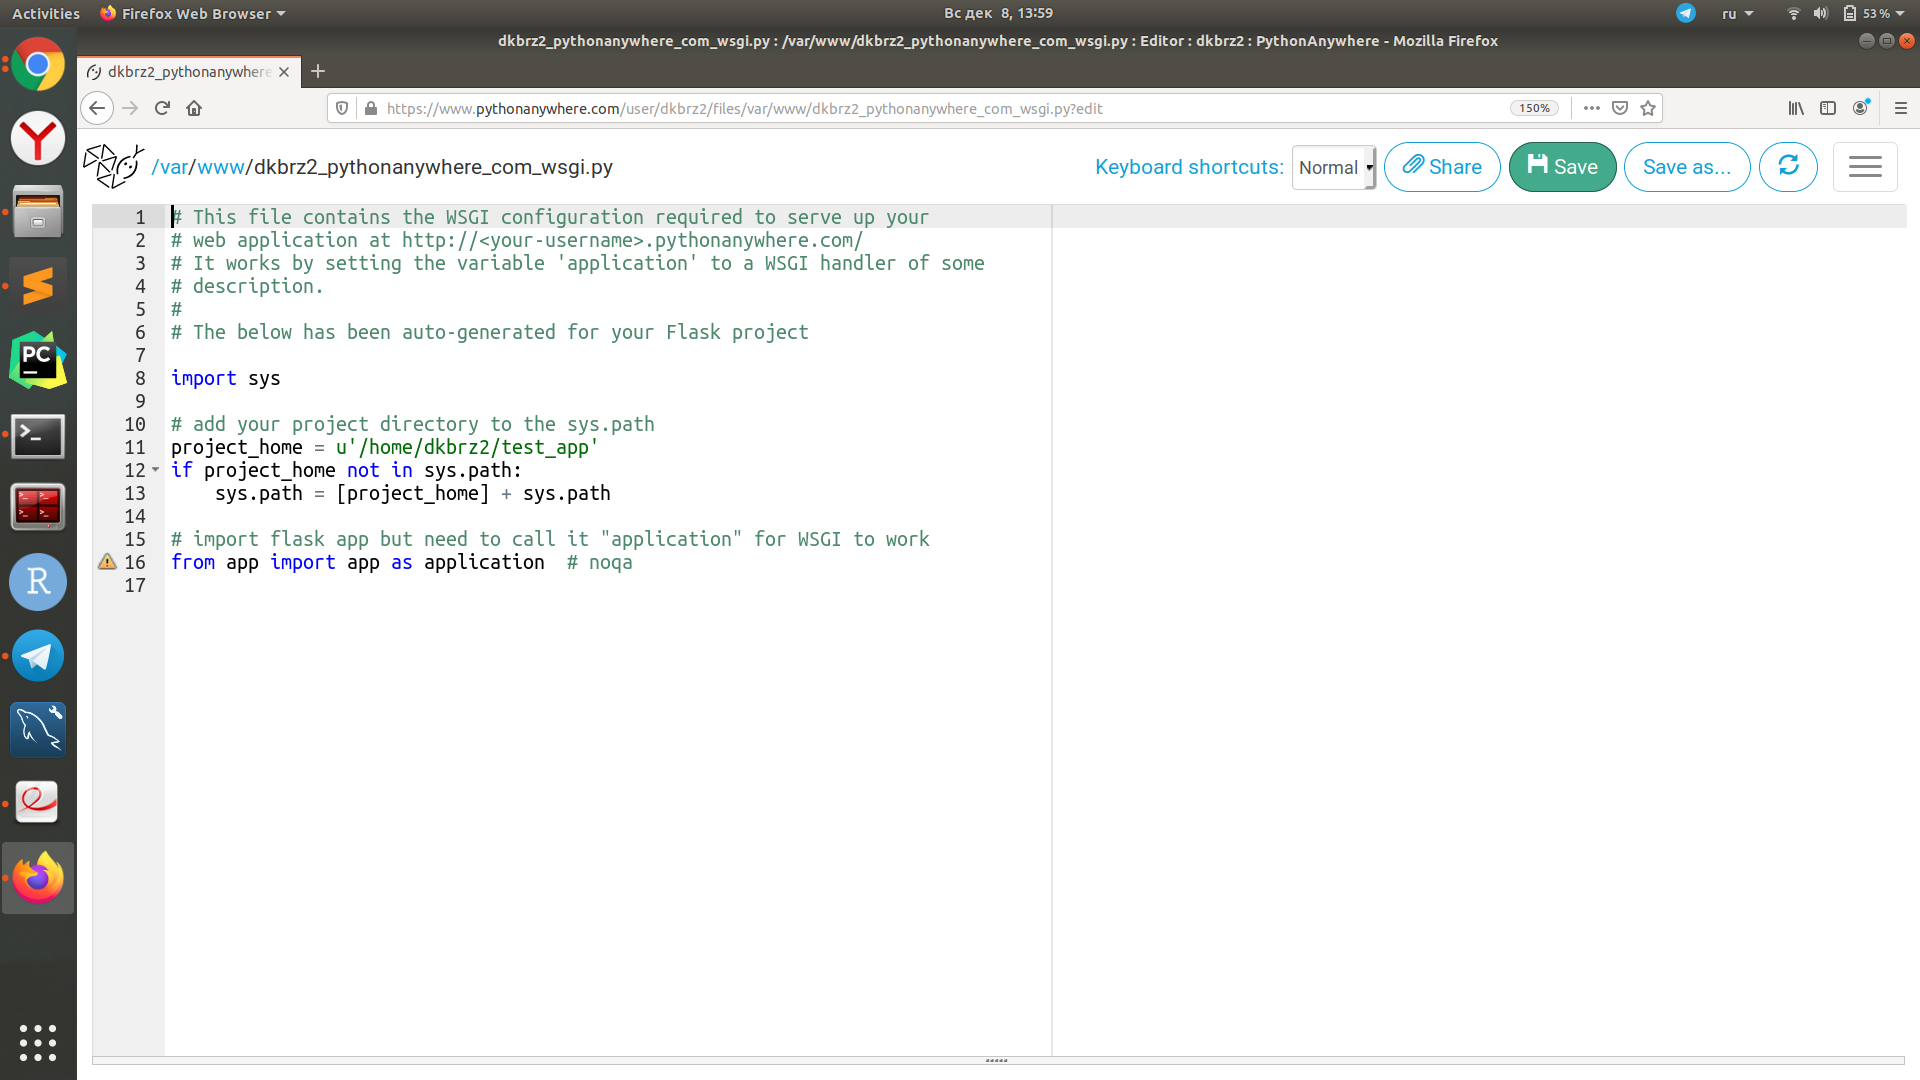 Activities
Firefox Web Browser
Вс дек 8, 13:59
ru
53 %
dkbrz2_pythonanywhere_com_wsgi.py : /var/www/dkbrz2_pythonanywhere_com_wsgi.py : Editor : dkbrz2 : PythonAnywhere - Mozilla Firefox
dkbrz2_pythonanywhere
https://www.pythonanywhere.com/user/dkbrz2/files/var/www/dkbrz2_pythonanywhere_com_wsgi.py?edit
150%
/var/www/dkbrz2_pythonanywhere_com_wsgi.py
Keyboard shortcuts:
Normal
Share
Save
Save as...
1 # This file contains the WSGI configuration required to serve up your
2 # web application at http://<your-username>.pythonanywhere.com/
3 # It works by setting the variable 'application' to a WSGI handler of some
4 # description.
5 #
6 # The below has been auto-generated for your Flask project
7
8 import sys
9
10 # add your project directory to the sys.path
11 project_home = u'/home/dkbrz2/test_app'
12 if project_home not in sys.path:
13     sys.path = [project_home] + sys.path
14
15 # import flask app but need to call it "application" for WSGI to work
16 from app import app as application  # noqa
17
PC
R